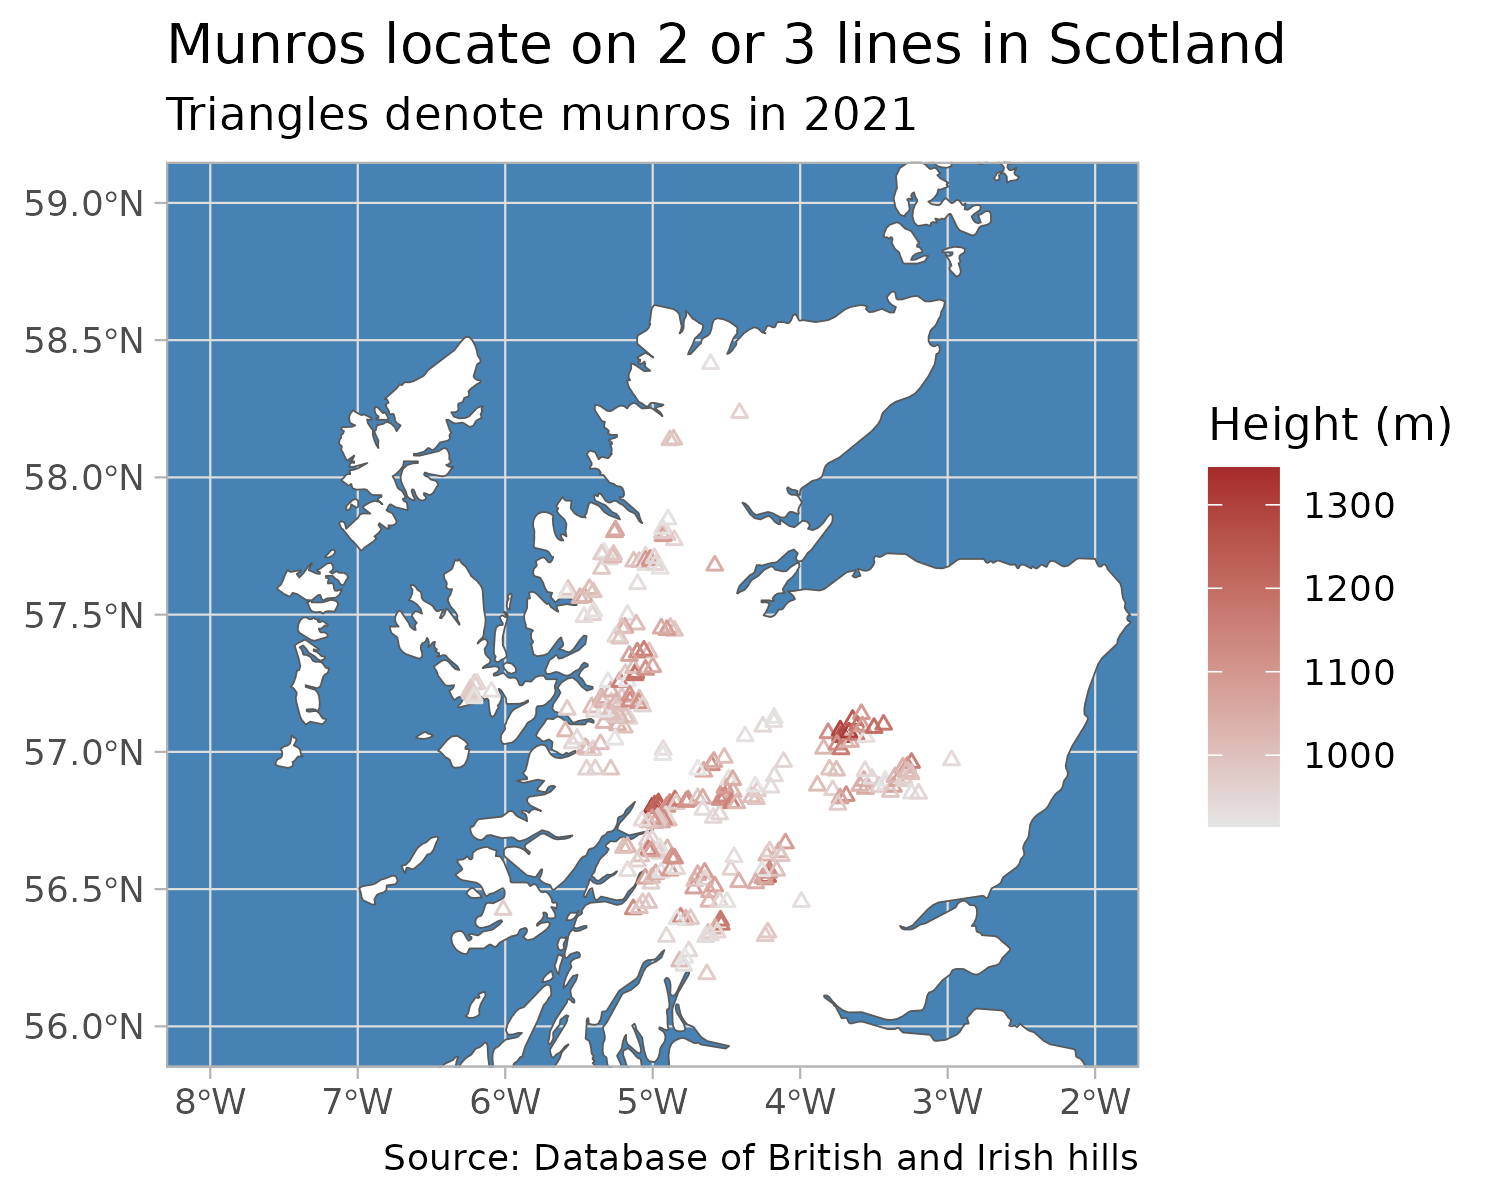 Munros locate on 2 or 3 lines in Scotland
Triangles denote munros in 2021
59.0°N
58.5°N
58.0°N
57.5°N
57.0°N
56.5°N
56.0°N
8°W 7°W 6°W 5°W 4°W 3°W 2°W
Height (m)
1300
1200
1100
1000
Source: Database of British and Irish hills